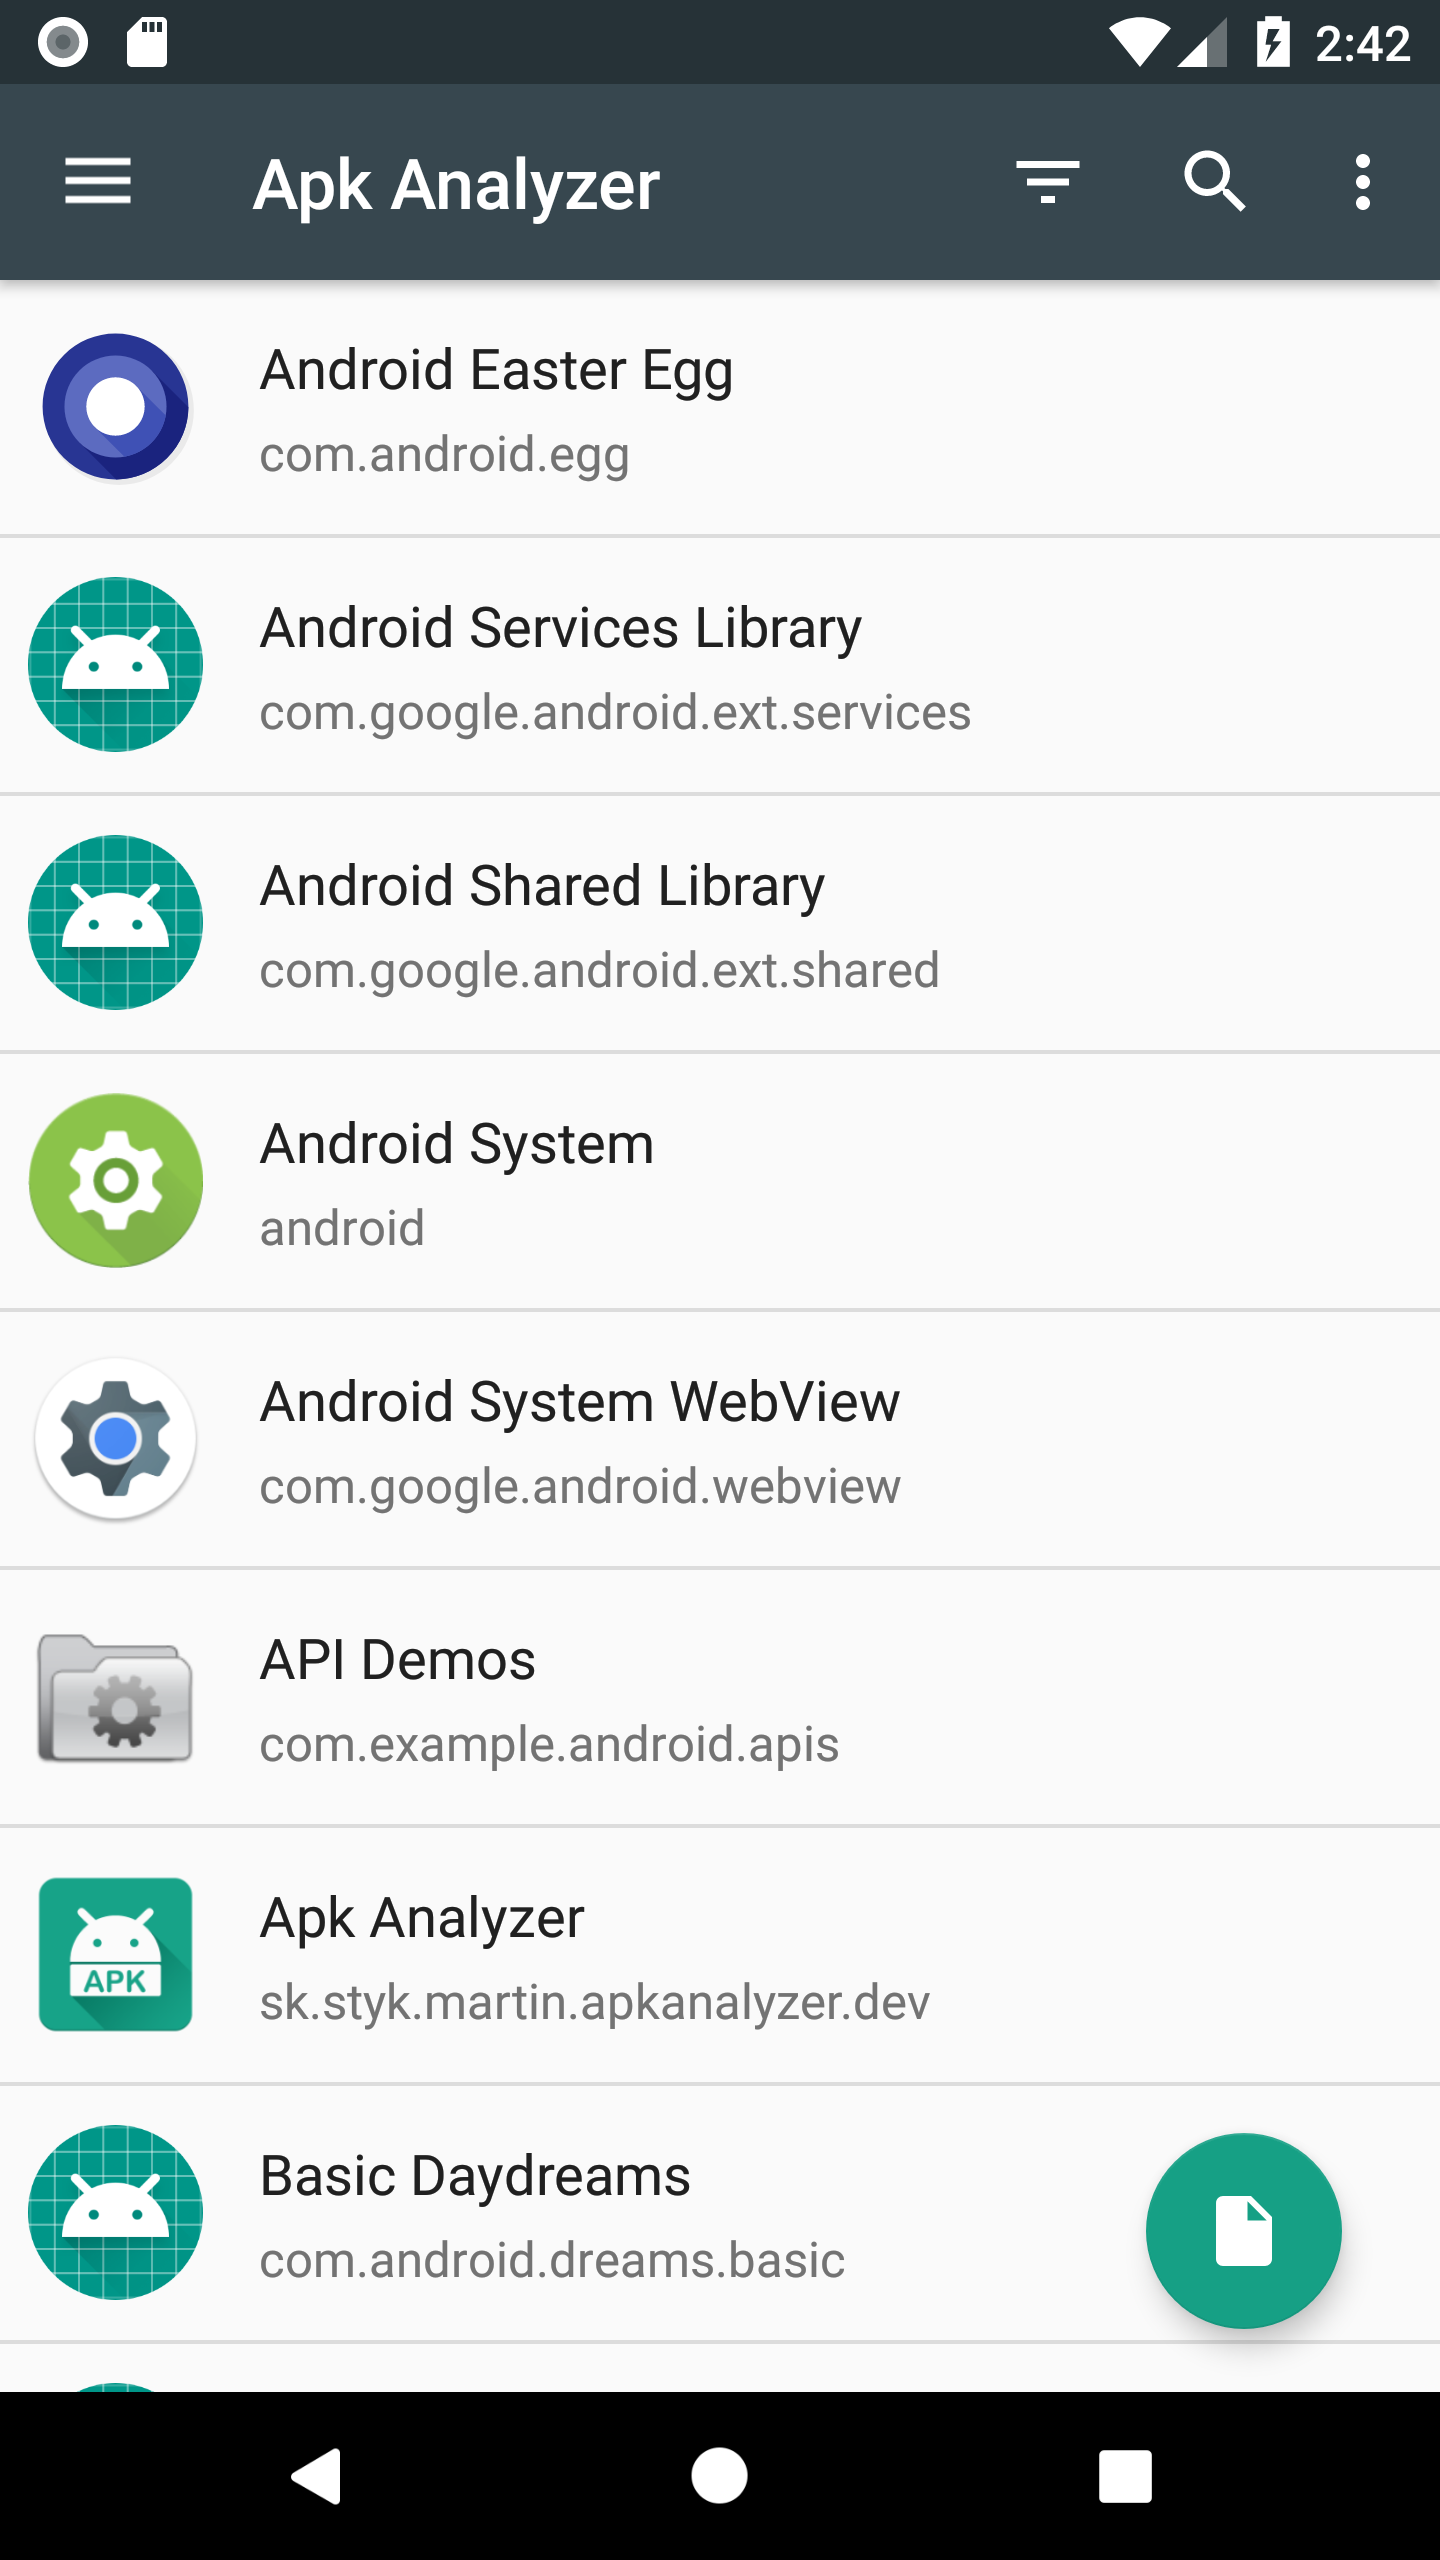 2:42
Apk Analyzer
Android Easter Egg
com.android.egg
Android Services Library
com.google.android.ext.services
Android Shared Library
com.google.android.ext.shared
Android System
android
Android System WebView
com.google.android.webview
API Demos
com.example.android.apis
APK
Apk Analyzer
sk.styk.martin.apkanalyzer.dev
Basic Daydreams
com.android.dreams.basic